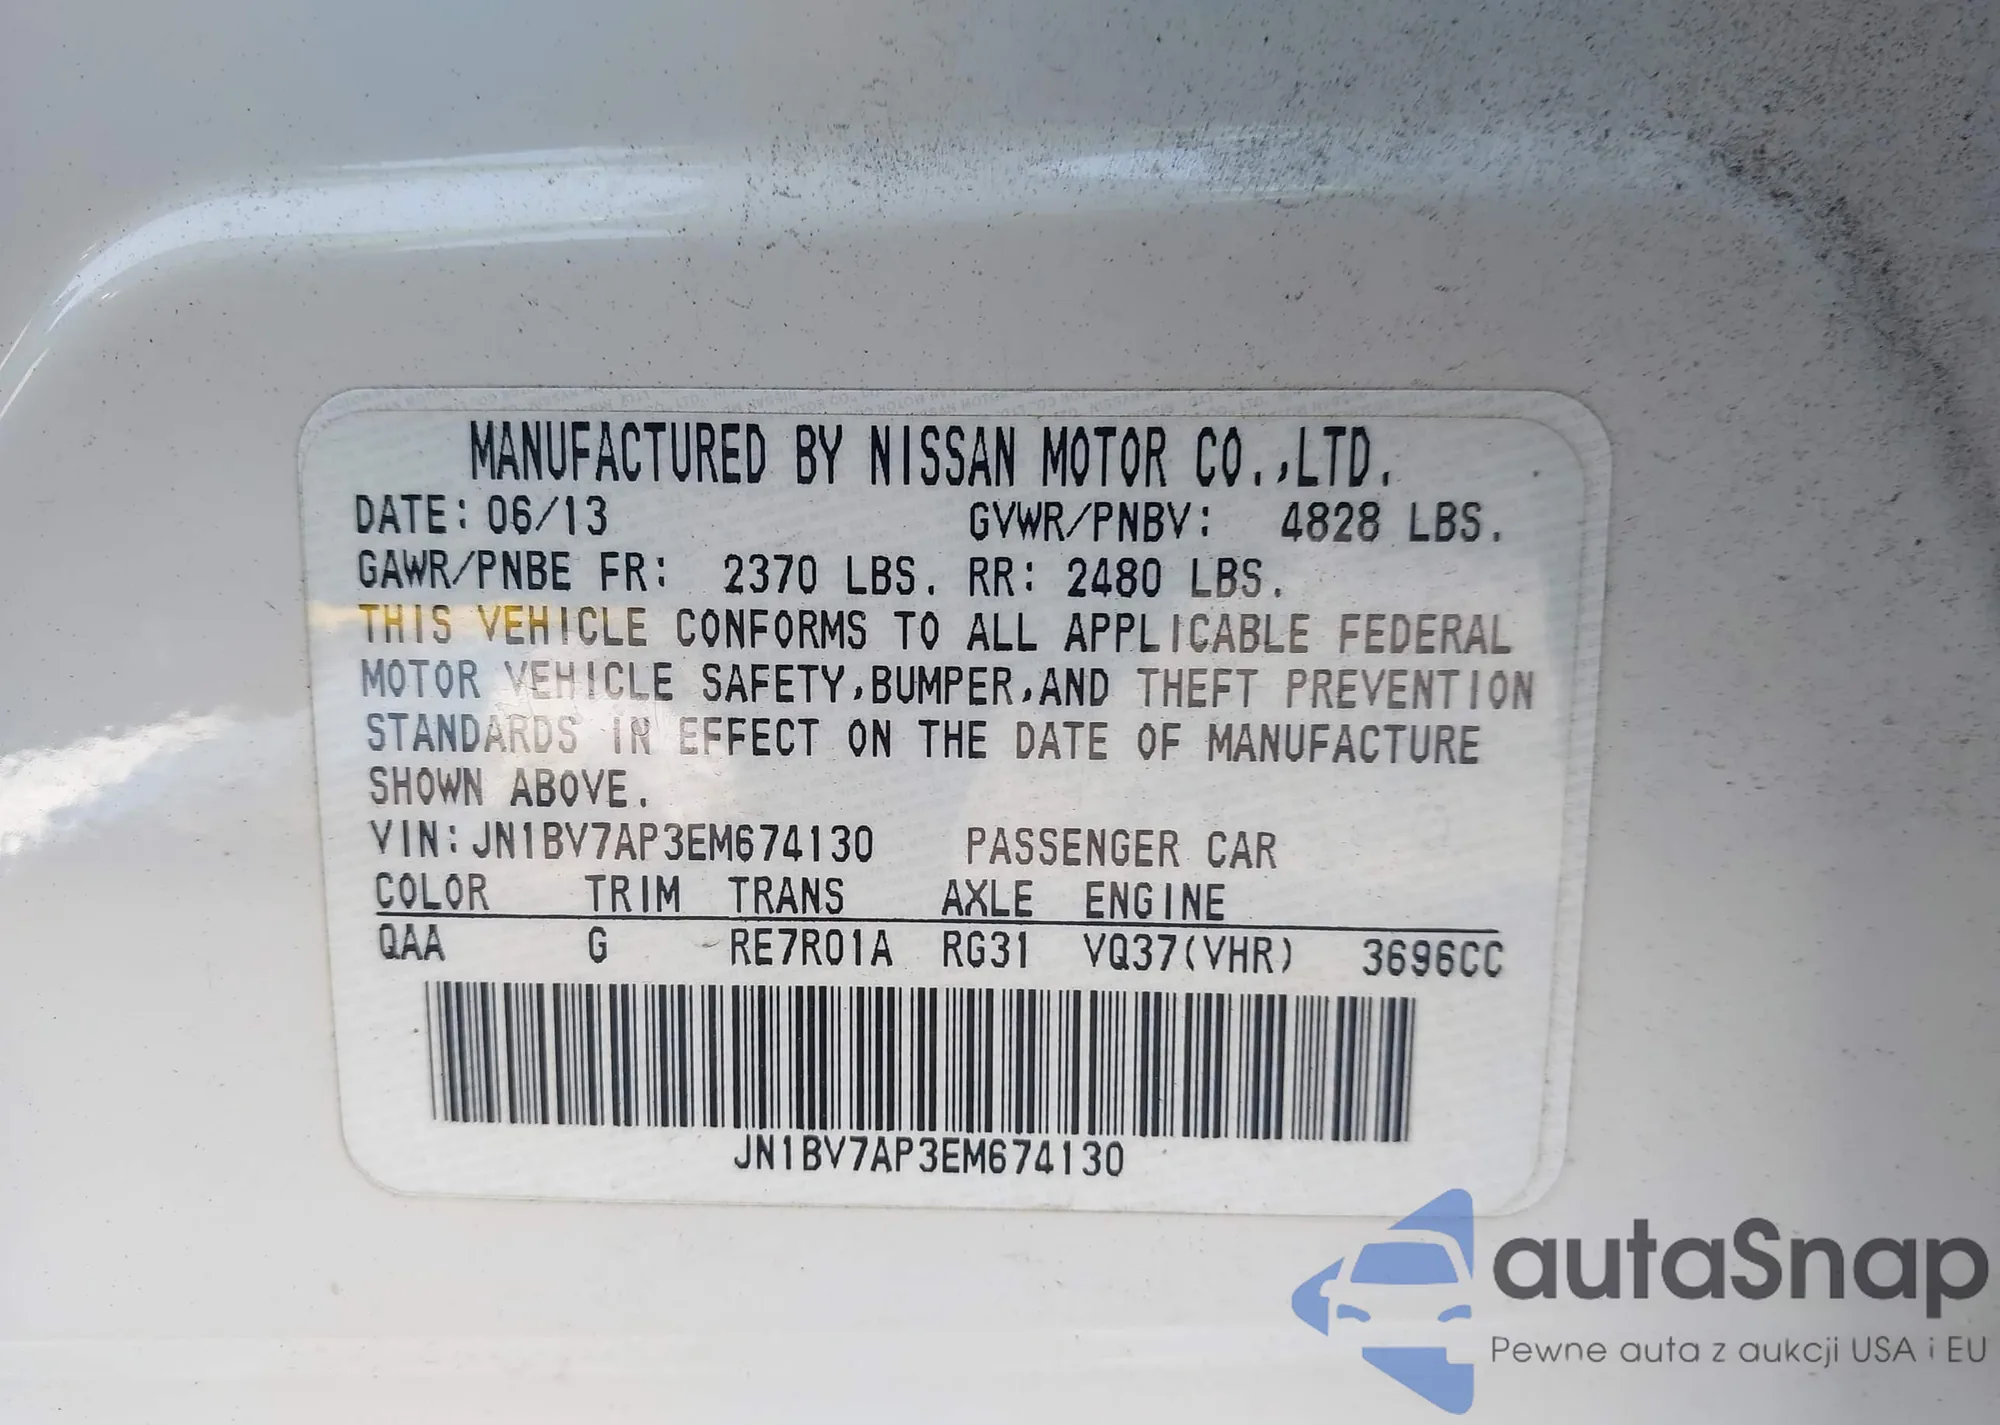 MANUFACTURED BY NISSAN MOTOR CO.,LTD.
DATE: 06/13 GVWR/PNBV: 4828 LBS.
GAWR/PNBE FR: 2370 LBS. RR: 2480 LBS.
THIS VEHICLE CONFORMS TO ALL APPLICABLE FEDERAL
MOTOR VEHICLE SAFETY,BUMPER,AND THEFT PREVENTION
STANDARDS IN EFFECT ON THE DATE OF MANUFACTURE
SHOWN ABOVE.
VIN:JN1BV7AP3EM674130 PASSENGER CAR
COLOR TRIM TRANS AXLE ENGINE
QAA G RE7R01A RG31 VQ37(VHR) 3696CC
JN1BV7AP3EM674130
autaSnap
Pewne auta z aukcji USA i EU